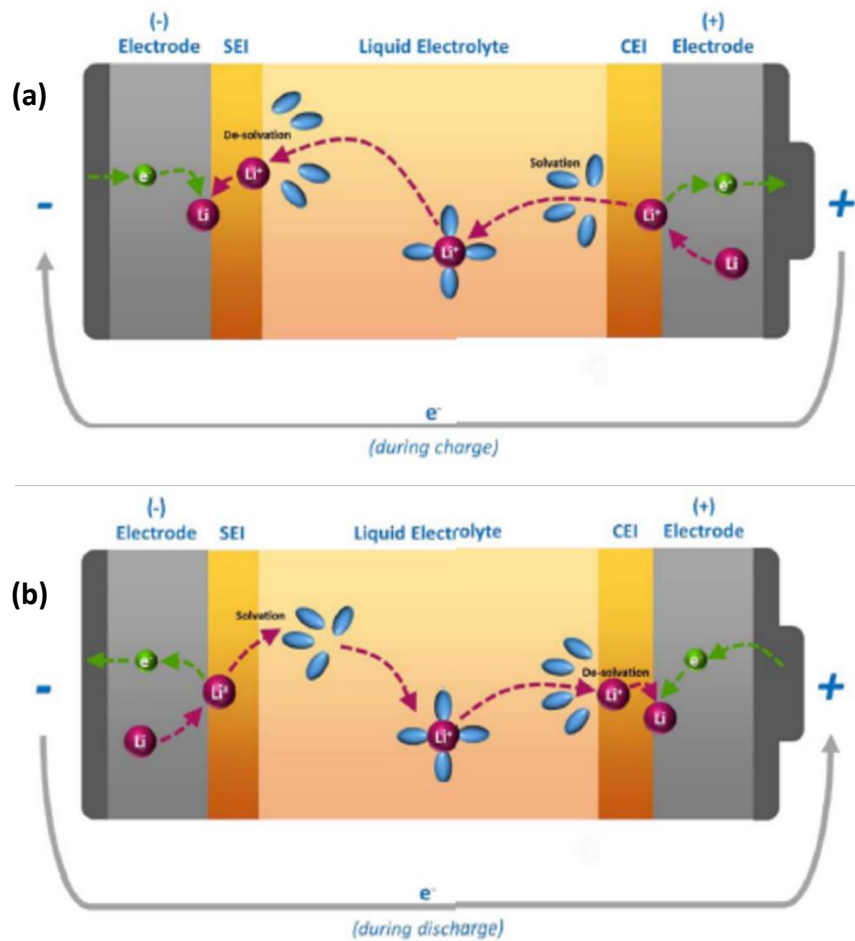 (-)
Electrode SEI Liquid Electrolyte CEI (+)
Electrode
(a)
De-solvation
Solvation
e- Li+ Li+ e-
- Li +
Li+ Li
e-
(during charge)
(-)
Electrode SEI Liquid Electrolyte CEI (+)
Electrode
(b)
Solvation
e- De-solvation e-
- Li+ Li+ +
Li Li+ Li
e-
(during discharge)